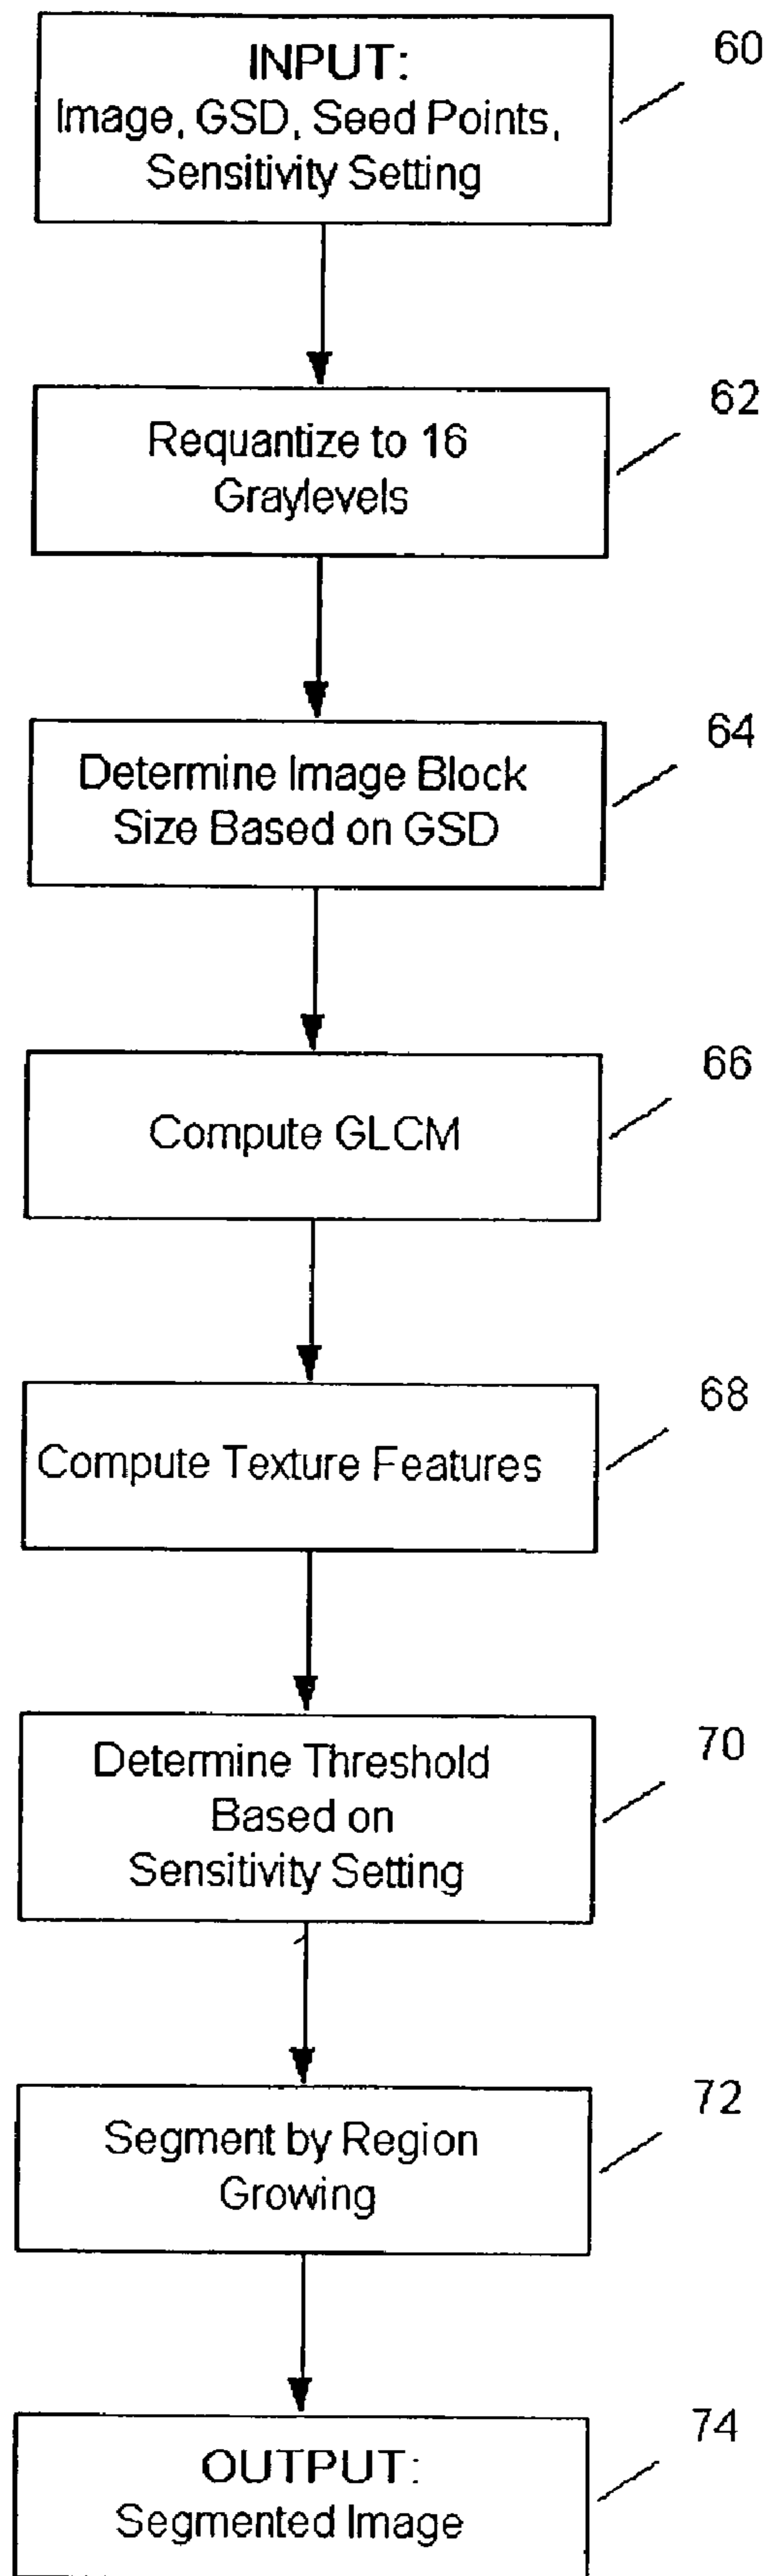 INPUT:
Image, GSD, Seed Points,
Sensitivity Setting
60
Requantize to 16
Graylevels
62
Determine Image Block
Size Based on GSD
64
Compute GLCM
66
Compute Texture Features
68
Determine Threshold
Based on
Sensitivity Setting
70
Segment by Region
Growing
72
OUTPUT:
Segmented Image
74